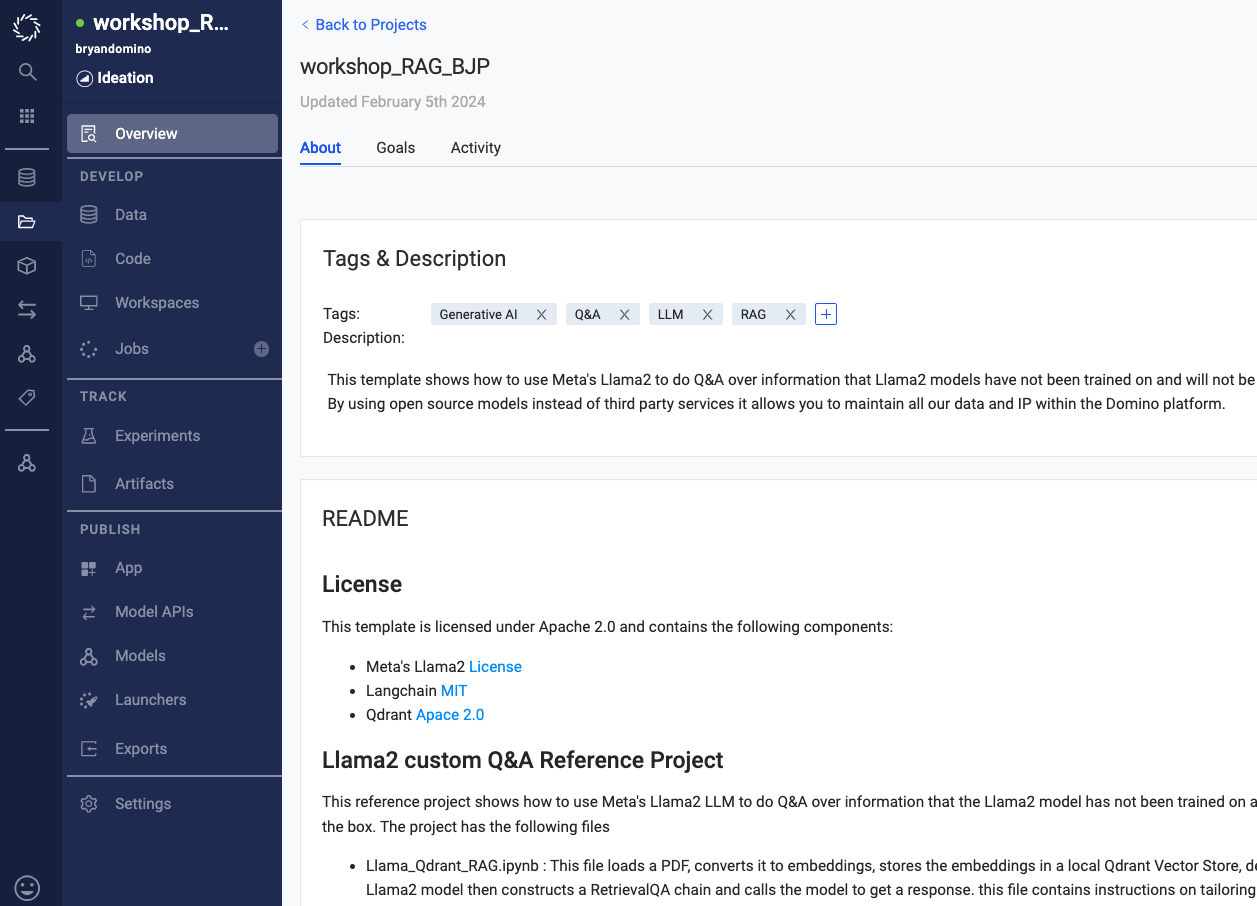 workshop_R...
bryandomino
Ideation
Overview
DEVELOP
Data
Code
Workspaces
Jobs
TRACK
Experiments
Artifacts
PUBLISH
App
Model APIs
Models
Launchers
Exports
Settings
< Back to Projects
workshop_RAG_BJP
Updated February 5th 2024
About Goals Activity
Tags & Description
Tags: Generative AI Q&A LLM RAG
Description:
This template shows how to use Meta's Llama2 to do Q&A over information that Llama2 models have not been trained on and will not be
By using open source models instead of third party services it allows you to maintain all our data and IP within the Domino platform.
README
License
This template is licensed under Apache 2.0 and contains the following components:
• Meta's Llama2 License
• Langchain MIT
• Qdrant Apace 2.0
Llama2 custom Q&A Reference Project
This reference project shows how to use Meta's Llama2 LLM to do Q&A over information that the Llama2 model has not been trained on a
the box. The project has the following files
• Llama_Qdrant_RAG.ipynb : This file loads a PDF, converts it to embeddings, stores the embeddings in a local Qdrant Vector Store, de
Llama2 model then constructs a RetrievalQA chain and calls the model to get a response. this file contains instructions on tailoring